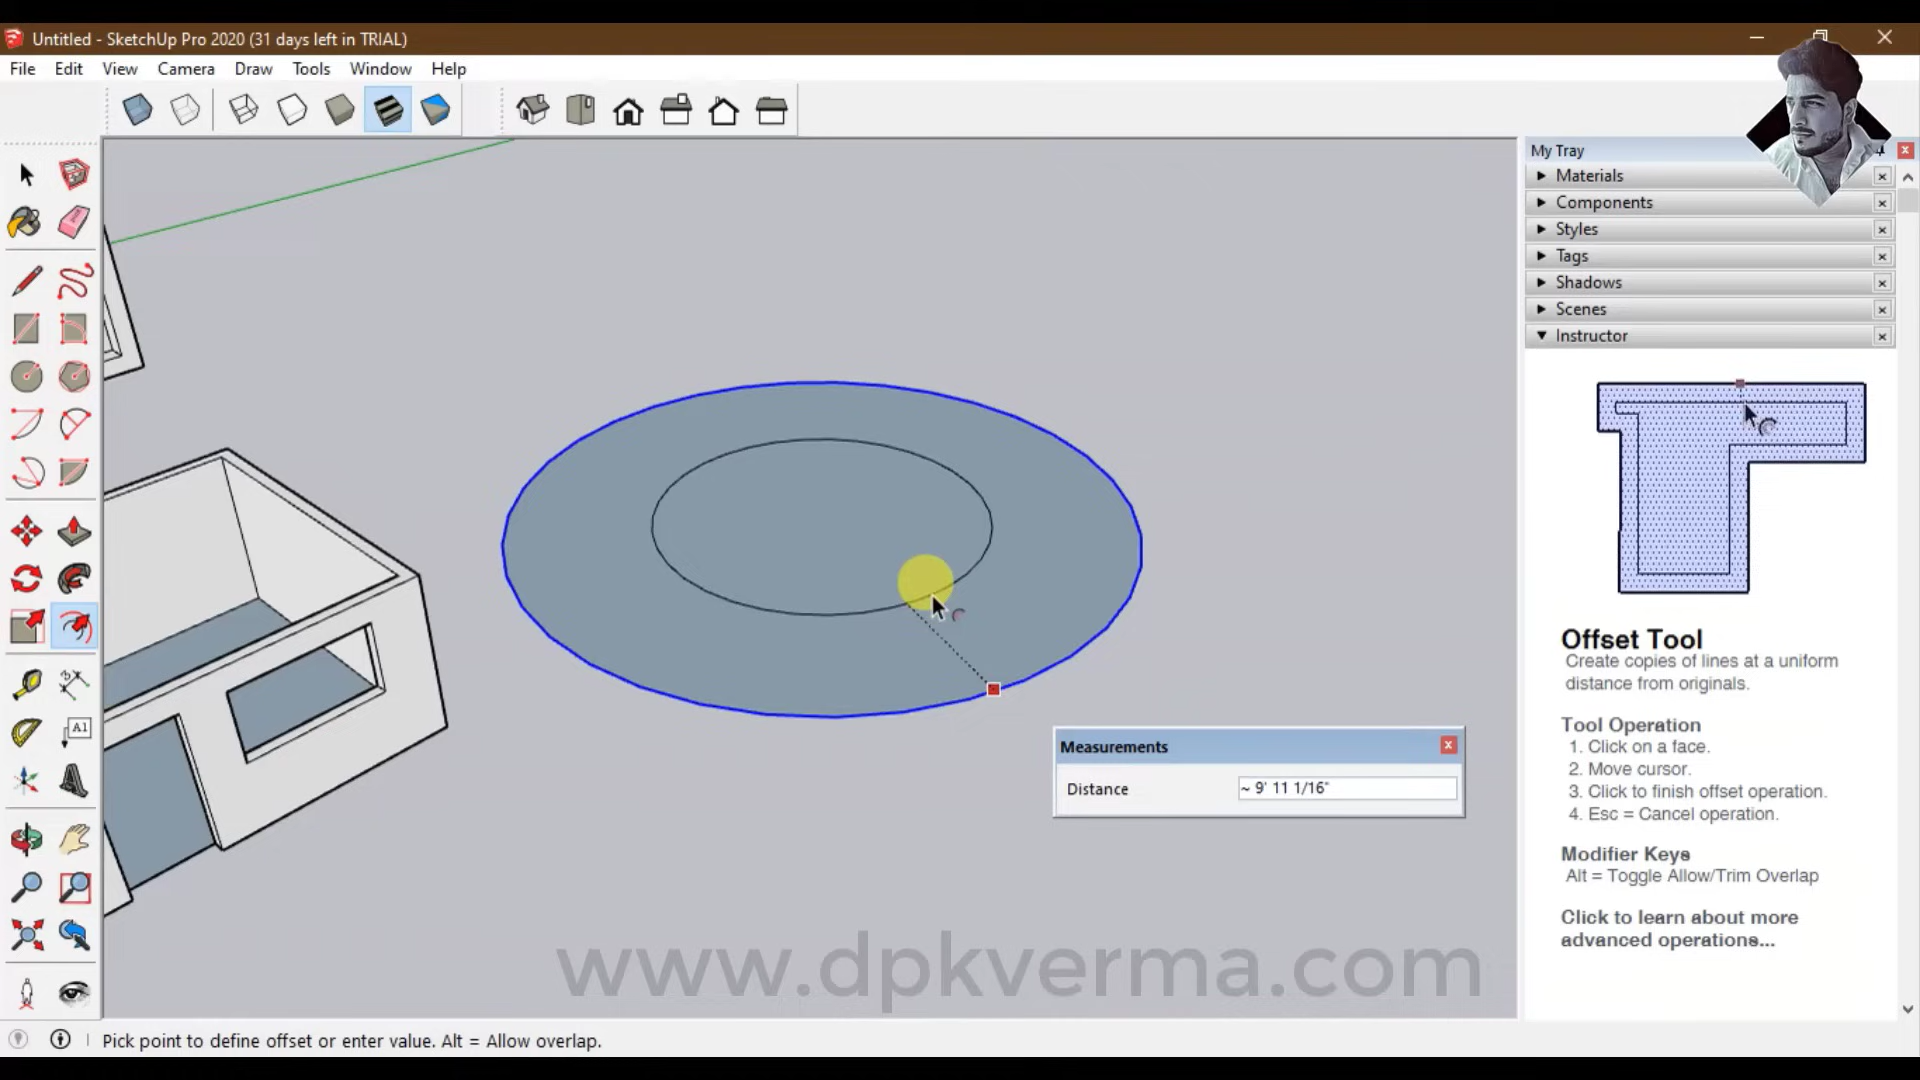 Untitled - SketchUp Pro 2020 (31 days left in TRIAL)
File Edit View Camera Draw Tools Window Help
My Tray
Materials
Components
Styles
Tags
Shadows
Scenes
Instructor
A1
Offset Tool
Create copies of lines at a uniform
distance from originals.
Tool Operation
1. Click on a face.
2. Move cursor.
3. Click to finish offset operation.
4. Esc = Cancel operation.
Modifier Keys
Alt = Toggle Allow/Trim Overlap
Click to learn about more
advanced operations...
Measurements
Distance ~ 9' 11 1/16"
www.dpkverma.com
Pick point to define offset or enter value. Alt = Allow overlap.